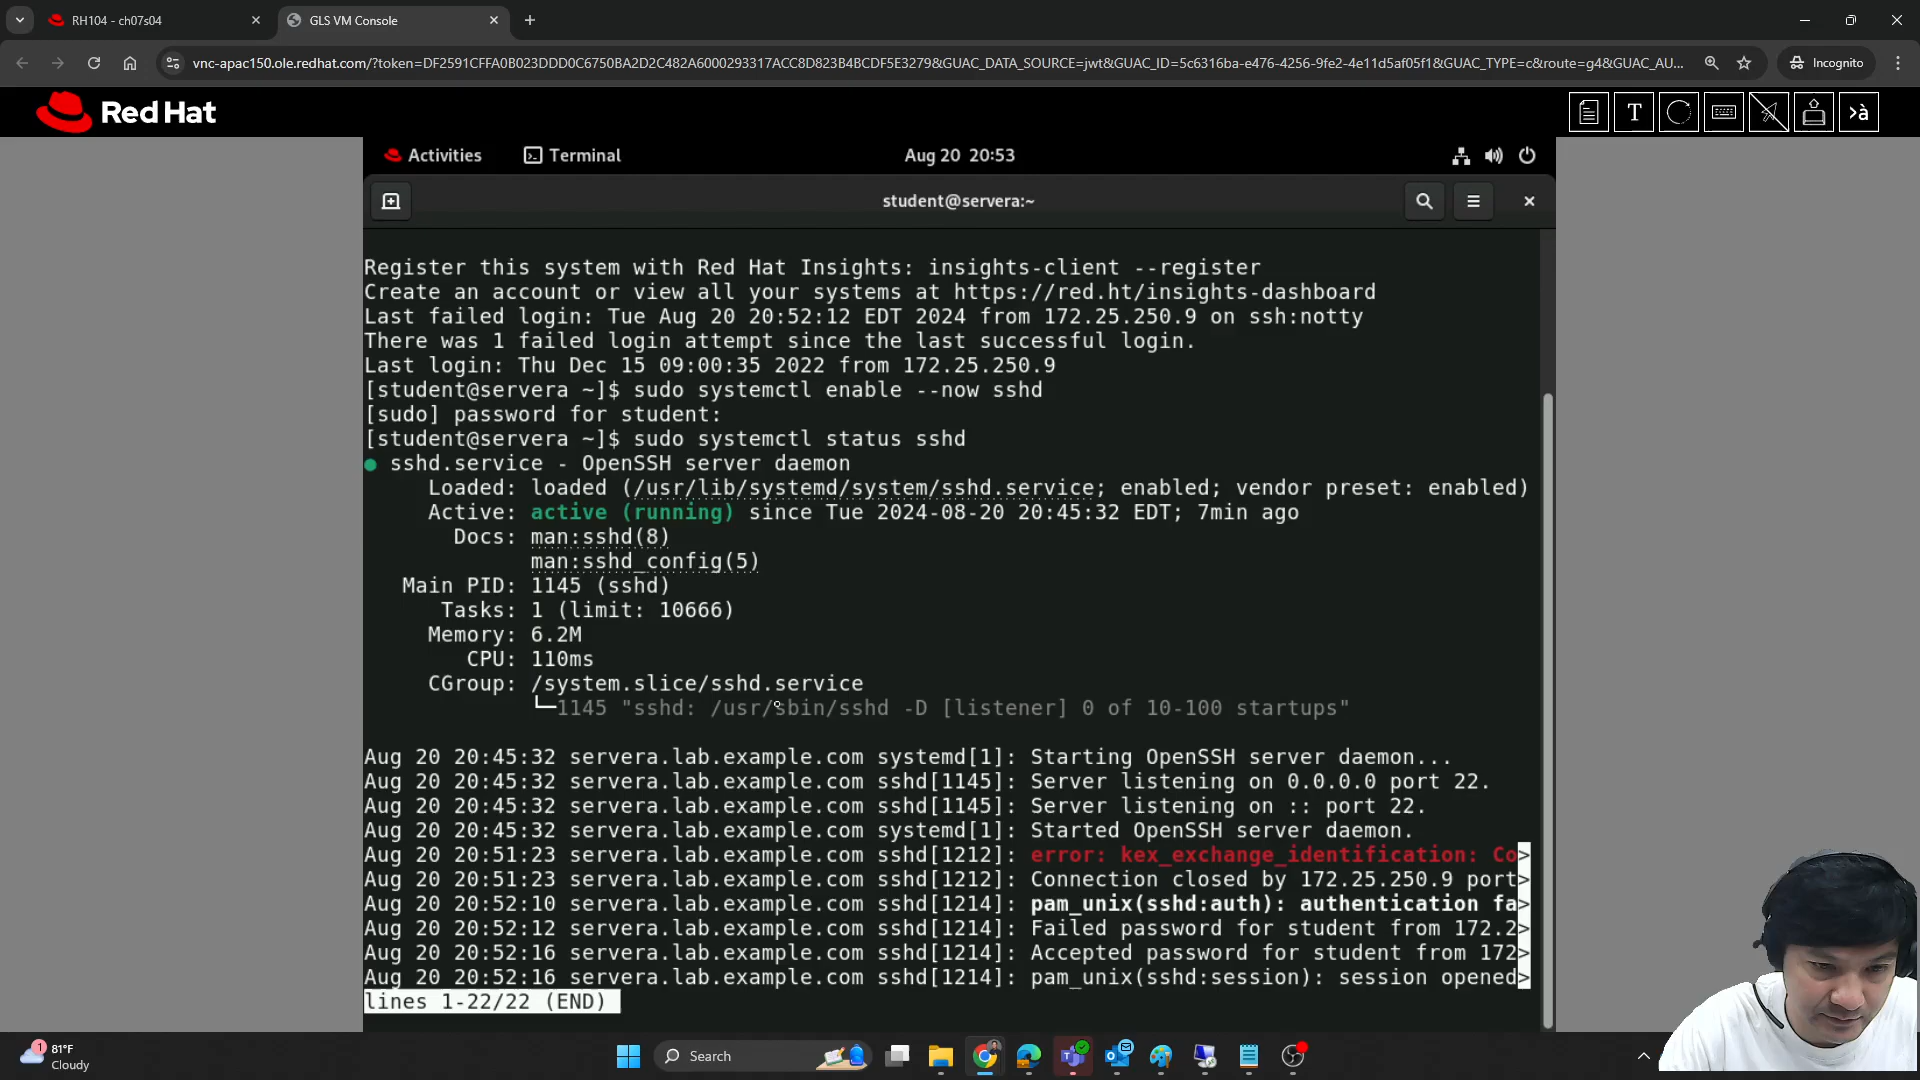 RH104 - ch07s04
GLS VM Console
vnc-apac150.ole.redhat.com/?token=DF2591CFFA0B023DDD0C6750BA2D2C482A6000293317ACC8D823B4BCDF5E3279&GUAC_DATA_SOURCE=jwt&GUAC_ID=5c6316ba-e476-4256-9fe2-4e11d5af05f1&GUAC_TYPE=c&route=g4&GUAC_AU...
Incognito
Red Hat
T
>à
Activities
Terminal
Aug 20 20:53
student@servera:~
Register this system with Red Hat Insights: insights-client --register
Create an account or view all your systems at https://red.ht/insights-dashboard
Last failed login: Tue Aug 20 20:52:12 EDT 2024 from 172.25.250.9 on ssh:notty
There was 1 failed login attempt since the last successful login.
Last login: Thu Dec 15 09:00:35 2022 from 172.25.250.9
[student@servera ~]$ sudo systemctl enable --now sshd
[sudo] password for student:
[student@servera ~]$ sudo systemctl status sshd
● sshd.service - OpenSSH server daemon
Loaded: loaded (/usr/lib/systemd/system/sshd.service; enabled; vendor preset: enabled)
Active: active (running) since Tue 2024-08-20 20:45:32 EDT; 7min ago
Docs: man:sshd(8)
man:sshd_config(5)
Main PID: 1145 (sshd)
Tasks: 1 (limit: 10666)
Memory: 6.2M
CPU: 110ms
CGroup: /system.slice/sshd.service
└─1145 "sshd: /usr/sbin/sshd -D [listener] 0 of 10-100 startups"
Aug 20 20:45:32 servera.lab.example.com systemd[1]: Starting OpenSSH server daemon...
Aug 20 20:45:32 servera.lab.example.com sshd[1145]: Server listening on 0.0.0.0 port 22.
Aug 20 20:45:32 servera.lab.example.com sshd[1145]: Server listening on :: port 22.
Aug 20 20:45:32 servera.lab.example.com systemd[1]: Started OpenSSH server daemon.
Aug 20 20:51:23 servera.lab.example.com sshd[1212]: error: kex_exchange_identification: Co>
Aug 20 20:51:23 servera.lab.example.com sshd[1212]: Connection closed by 172.25.250.9 port>
Aug 20 20:52:10 servera.lab.example.com sshd[1214]: pam_unix(sshd:auth): authentication fa>
Aug 20 20:52:12 servera.lab.example.com sshd[1214]: Failed password for student from 172.2>
Aug 20 20:52:16 servera.lab.example.com sshd[1214]: Accepted password for student from 172>
Aug 20 20:52:16 servera.lab.example.com sshd[1214]: pam_unix(sshd:session): session opened>
lines 1-22/22 (END)
1
81°F
Cloudy
Search